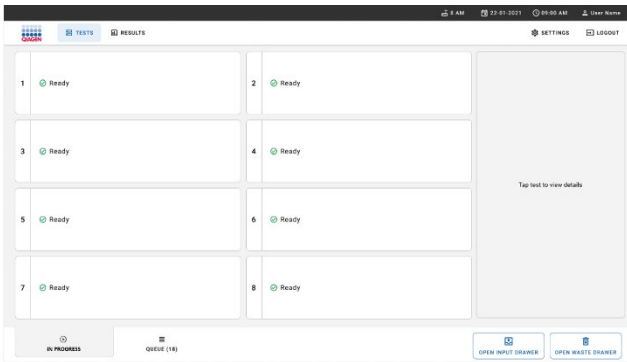 8 AM 22-01-2021 09:00 AM User Name
QIAGEN TESTS RESULTS SETTINGS LOGOUT
1 Ready
2 Ready
3 Ready
4 Ready
Tap test to view details
5 Ready
6 Ready
7 Ready
8 Ready
IN PROGRESS
QUEUE (16)
OPEN INPUT DRAWER
OPEN WASTE DRAWER